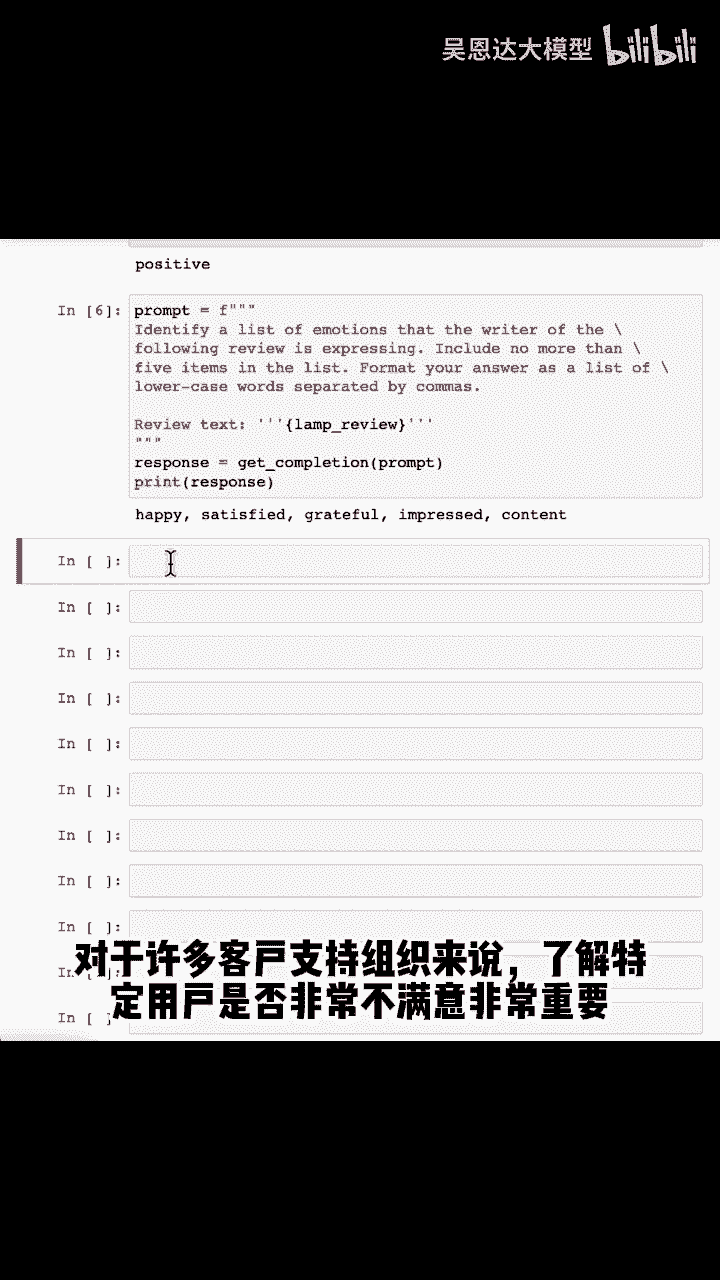 吴恩达大模型 bilibili
positive
In [6]: prompt = f"""
Identify a list of emotions that the writer of the \
following review is expressing. Include no more than \
five items in the list. Format your answer as a list of \
lower-case words separated by commas.
Review text: '''{lamp_review}'''
"""
response = get_completion(prompt)
print(response)
happy, satisfied, grateful, impressed, content
In [ ]:
In [ ]:
In [ ]:
In [ ]:
In [ ]:
In [ ]:
In [ ]:
In [ ]:
In [ ]:
对于许多客户支持组织来说，了解特
定用户是否非常不满意非常重要
In [ ]: